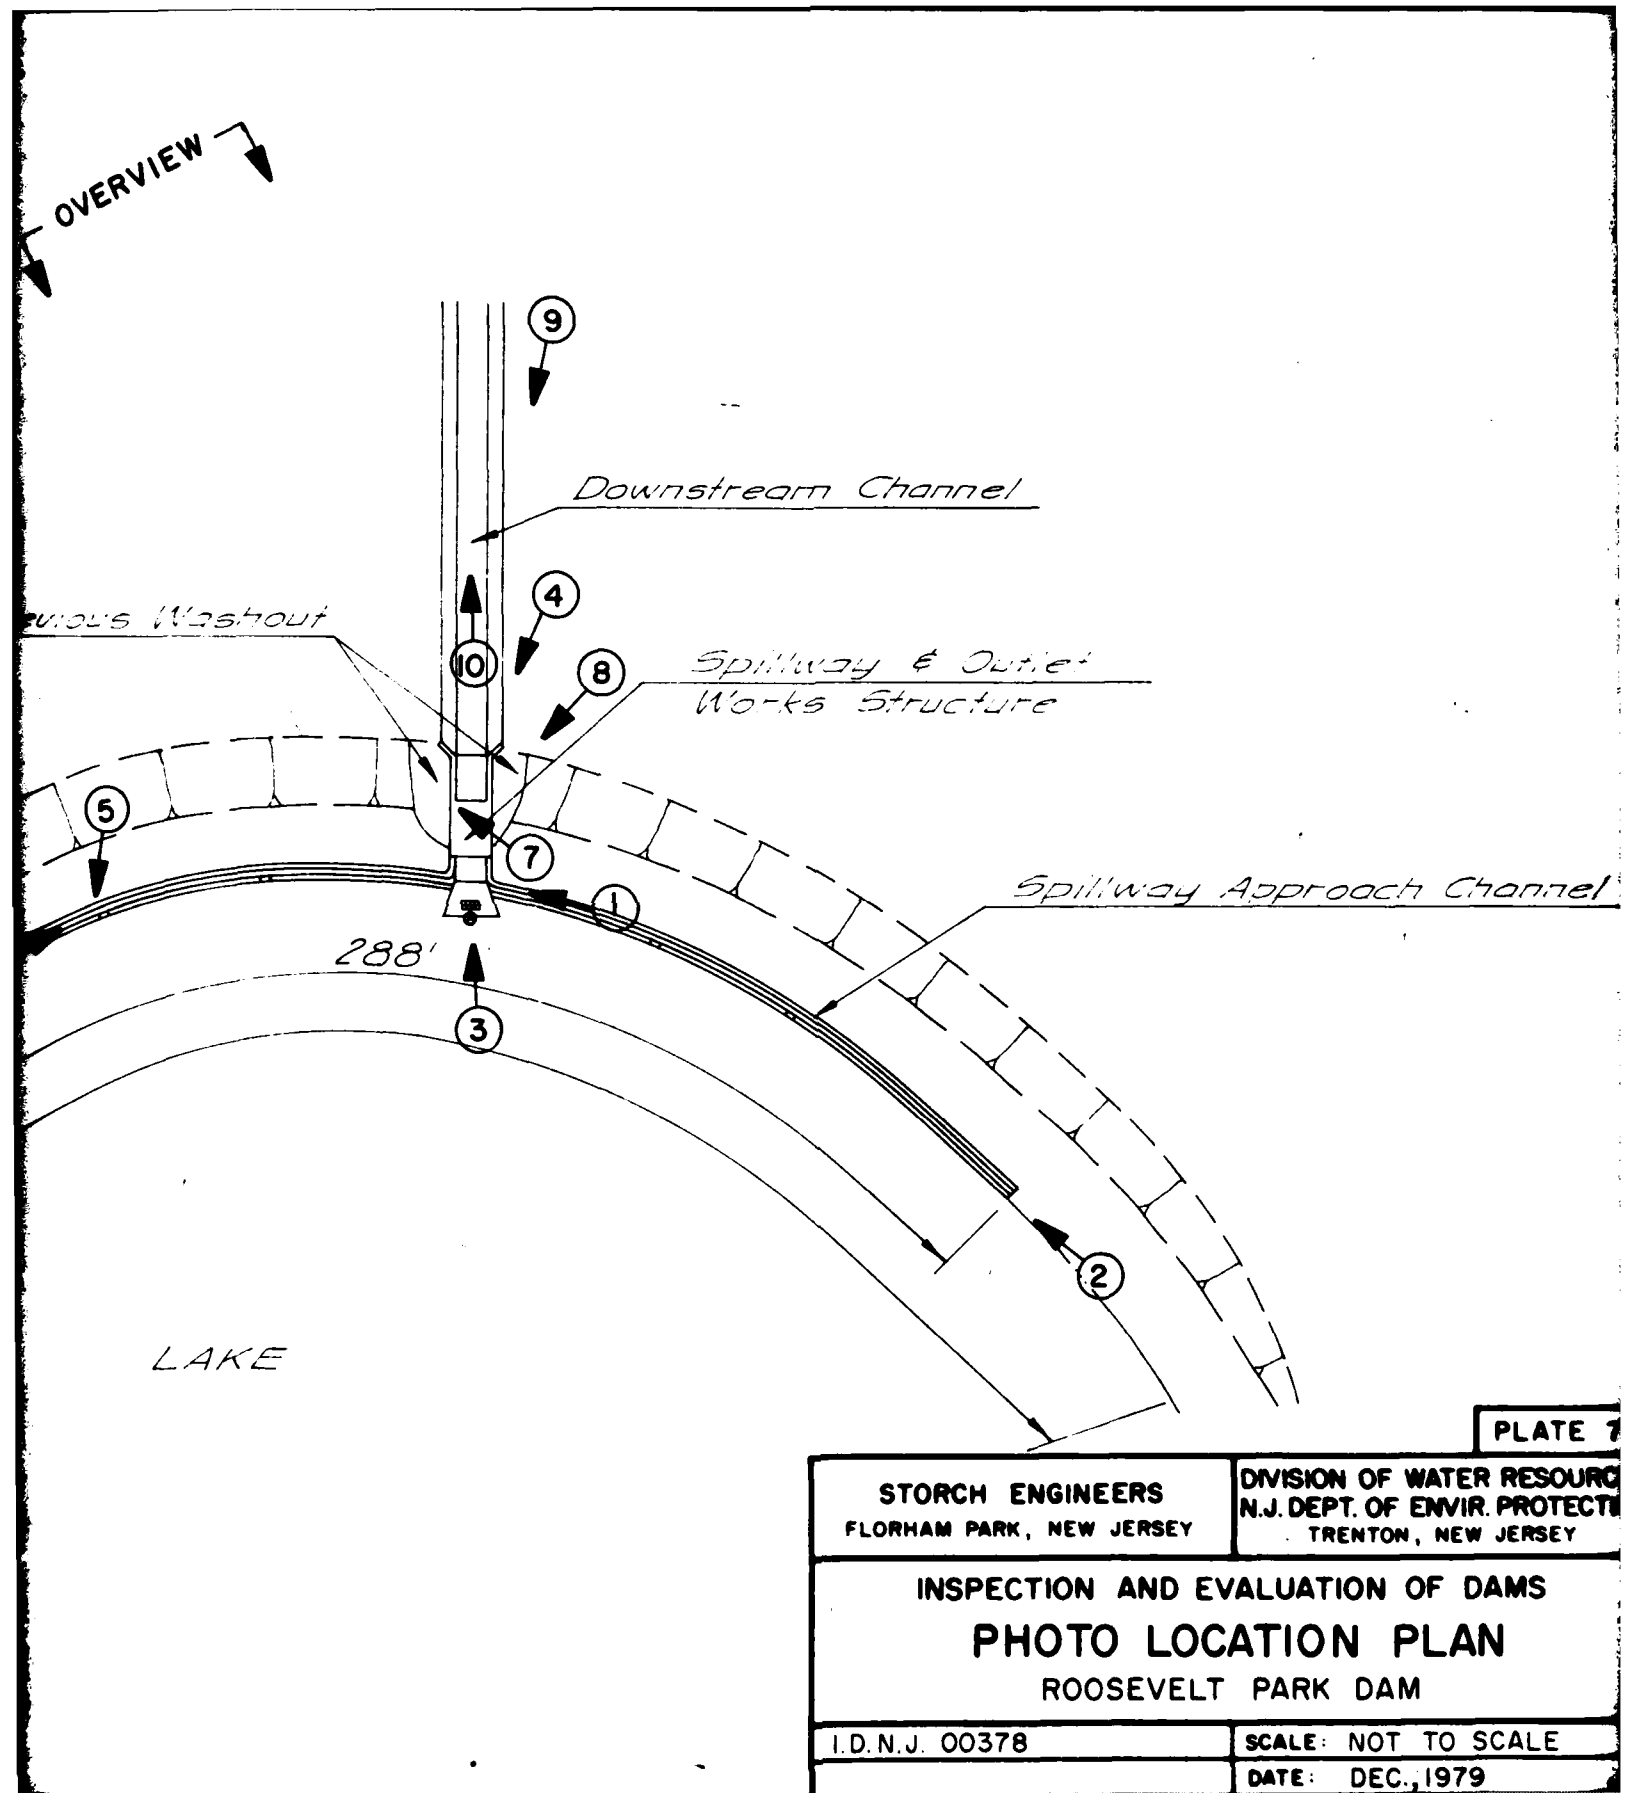 OVERVIEW
9
Downstream Channel
4
Washout
10
8
Spillway & Outlet
Works Structure
5
7
1
Spillway Approach Channel
288'
3
2
LAKE
PLATE 7
STORCH ENGINEERS
FLORHAM PARK, NEW JERSEY
DIVISION OF WATER RESOURC
N.J. DEPT. OF ENVIR. PROTECTI
TRENTON, NEW JERSEY
INSPECTION AND EVALUATION OF DAMS
PHOTO LOCATION PLAN
ROOSEVELT PARK DAM
I.D. N.J. 00378
SCALE: NOT TO SCALE
DATE: DEC., 1979